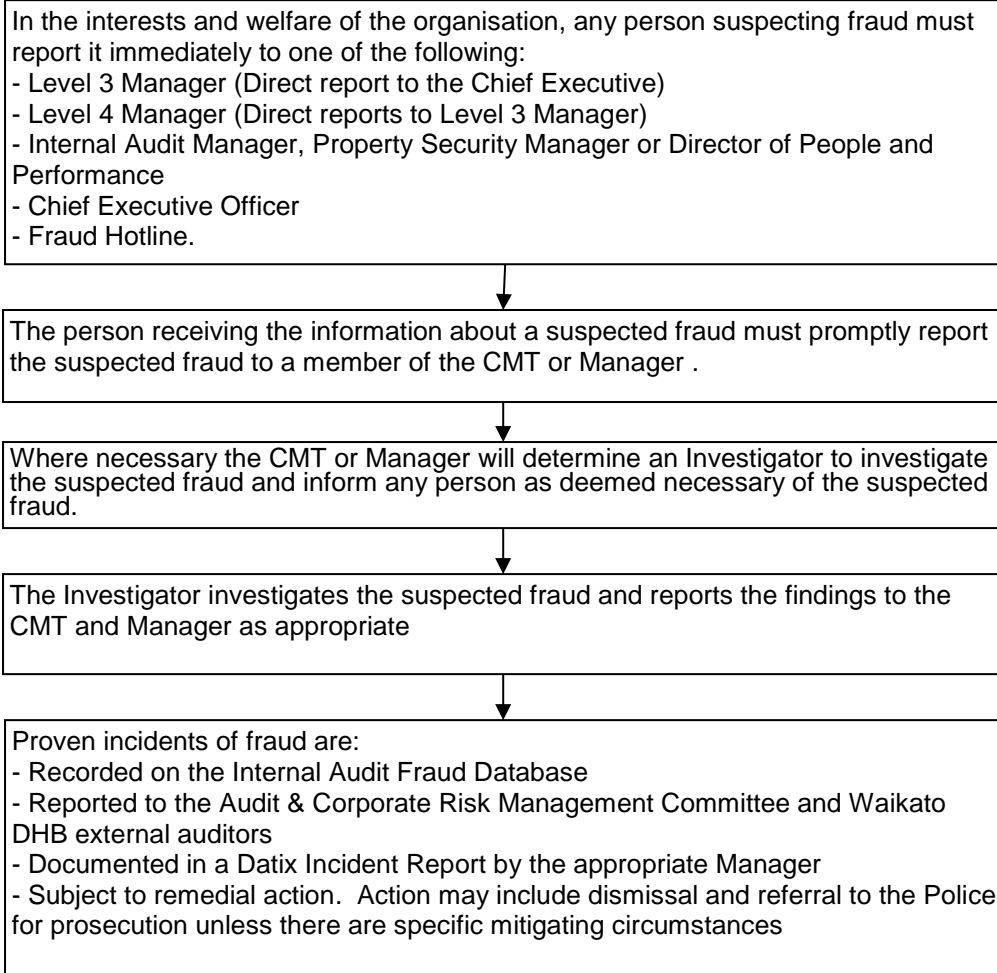 In the interests and welfare of the organisation, any person suspecting fraud must
report it immediately to one of the following:
- Level 3 Manager (Direct report to the Chief Executive)
- Level 4 Manager (Direct reports to Level 3 Manager)
- Internal Audit Manager, Property Security Manager or Director of People and
Performance
- Chief Executive Officer
- Fraud Hotline.
The person receiving the information about a suspected fraud must promptly report
the suspected fraud to a member of the CMT or Manager .
Where necessary the CMT or Manager will determine an Investigator to investigate
the suspected fraud and inform any person as deemed necessary of the suspected
fraud.
The Investigator investigates the suspected fraud and reports the findings to the
CMT and Manager as appropriate
Proven incidents of fraud are:
- Recorded on the Internal Audit Fraud Database
- Reported to the Audit & Corporate Risk Management Committee and Waikato
DHB external auditors
- Documented in a Datix Incident Report by the appropriate Manager
- Subject to remedial action.  Action may include dismissal and referral to the Police
for prosecution unless there are specific mitigating circumstances